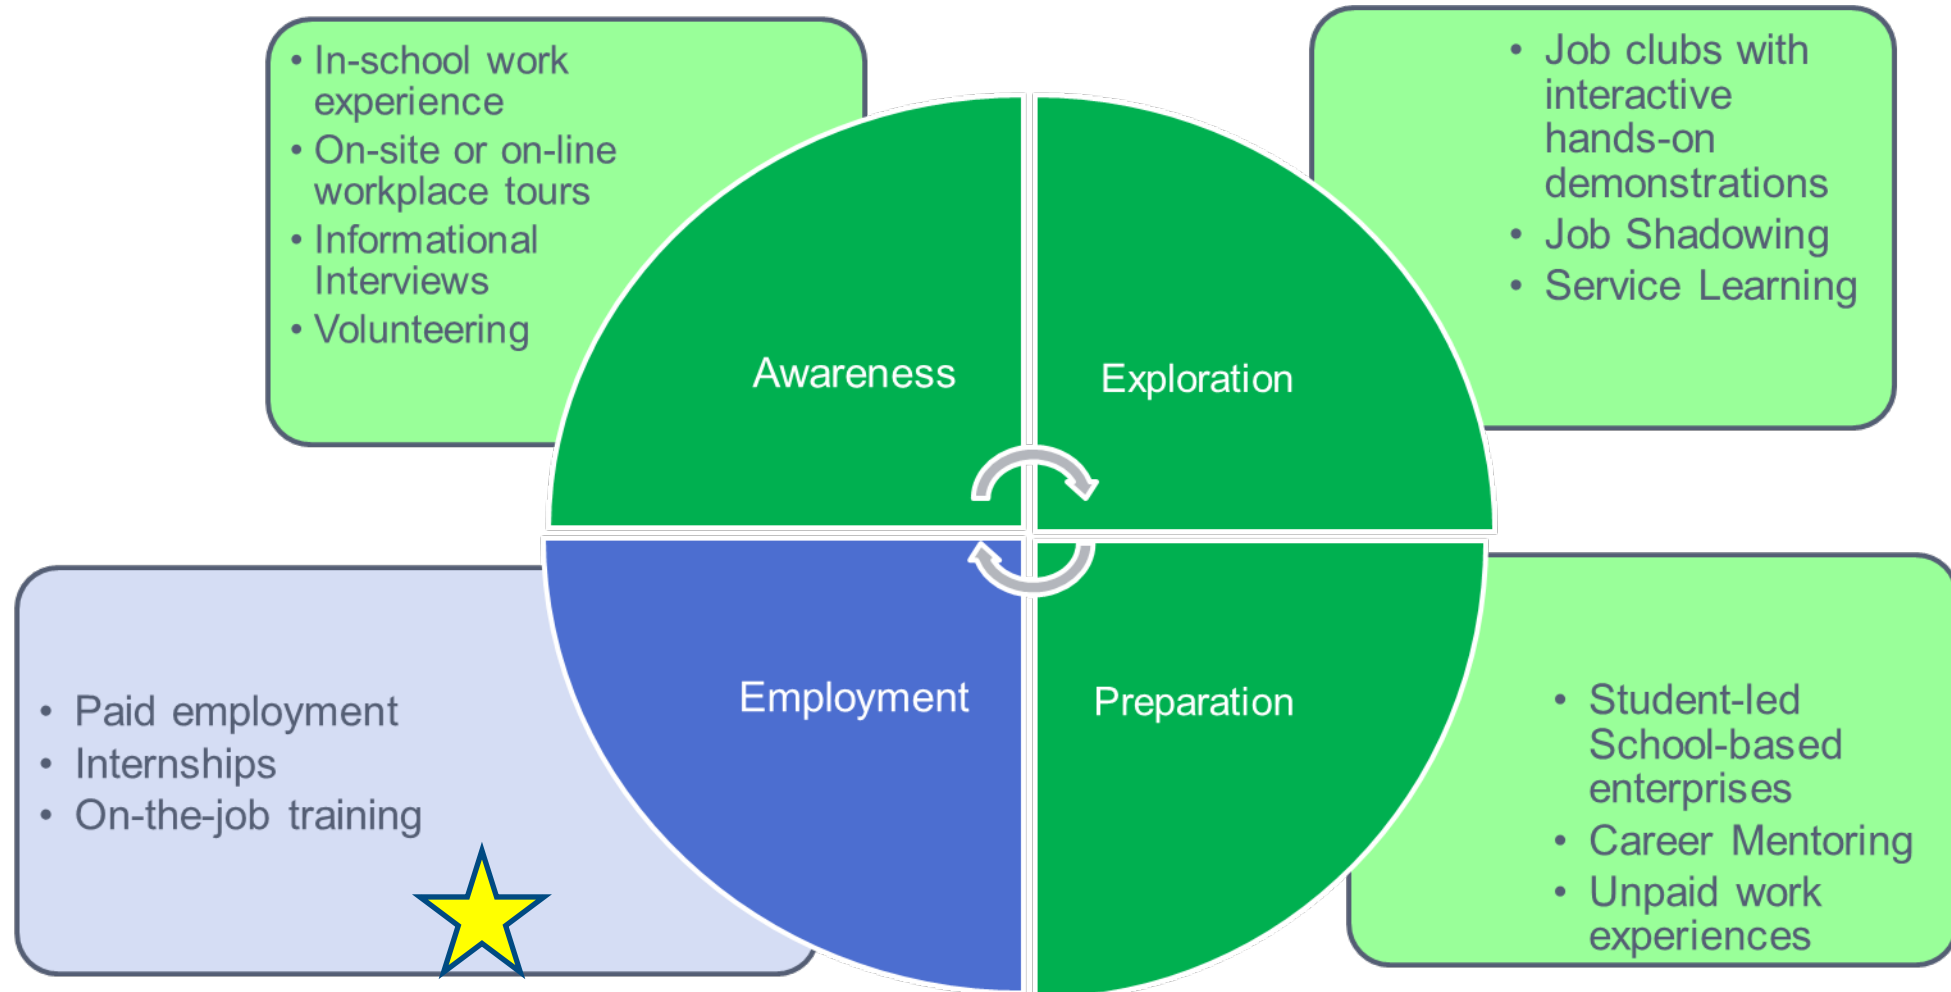 • In-school work
experience
• On-site or on-line
workplace tours
• Informational
Interviews
• Volunteering
• Job clubs with
interactive
hands-on
demonstrations
• Job Shadowing
• Service Learning
Awareness
Exploration
Employment
Preparation
• Paid employment
• Internships
• On-the-job training
• Student-led
School-based
enterprises
• Career Mentoring
• Unpaid work
experiences